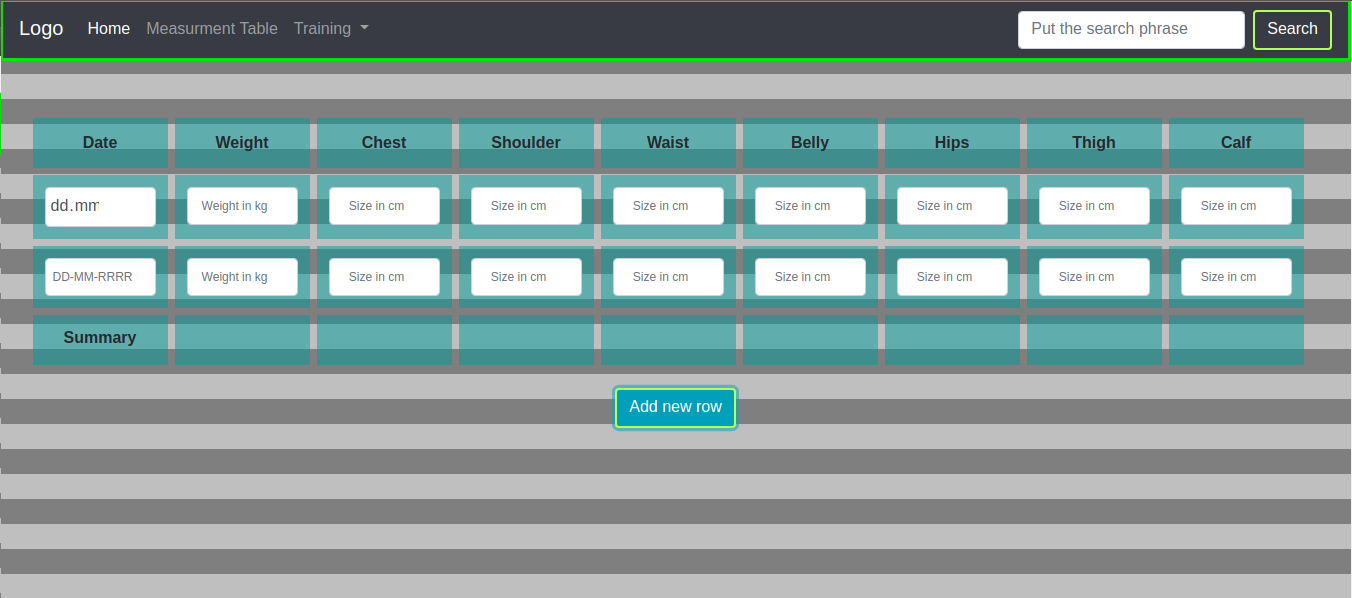 Logo Home Measurment Table Training Put the search phrase Search
Date Weight Chest Shoulder Waist Belly Hips Thigh Calf
dd.mm Weight in kg Size in cm Size in cm Size in cm Size in cm Size in cm Size in cm Size in cm
DD-MM-RRRR Weight in kg Size in cm Size in cm Size in cm Size in cm Size in cm Size in cm Size in cm
Summary
Add new row